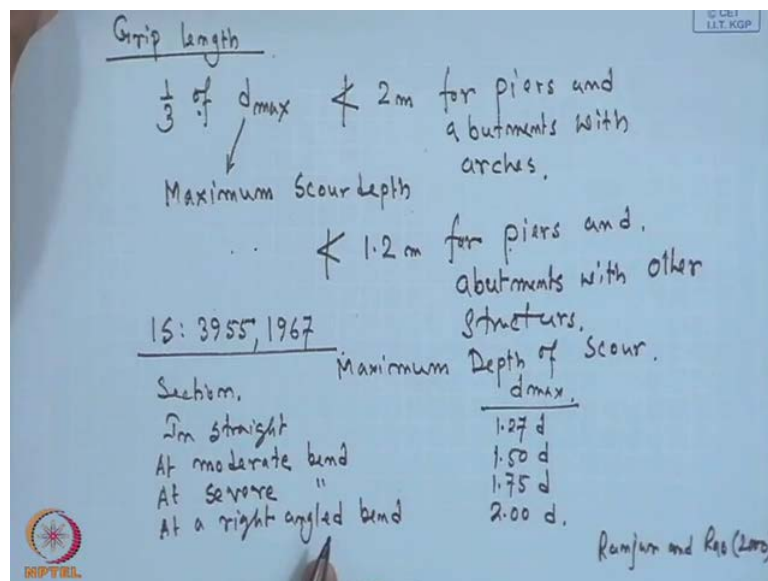 © CET
I.I.T. KGP
Grip Length
1/3 of dmax ≮ 2m for piers and
abutments with
arches.
Maximum Scour depth
≮ 1.2 m for piers and.
abutments with other
structurs.
IS: 3955, 1967
Maximum Depth of Scour.
Section.
dmax.
In straight 1.27 d
At moderate bend 1.50 d
At severe " 1.75 d
At a right angled bend 2.00 d.
Ranjan and Rao (2000)
NPTEL